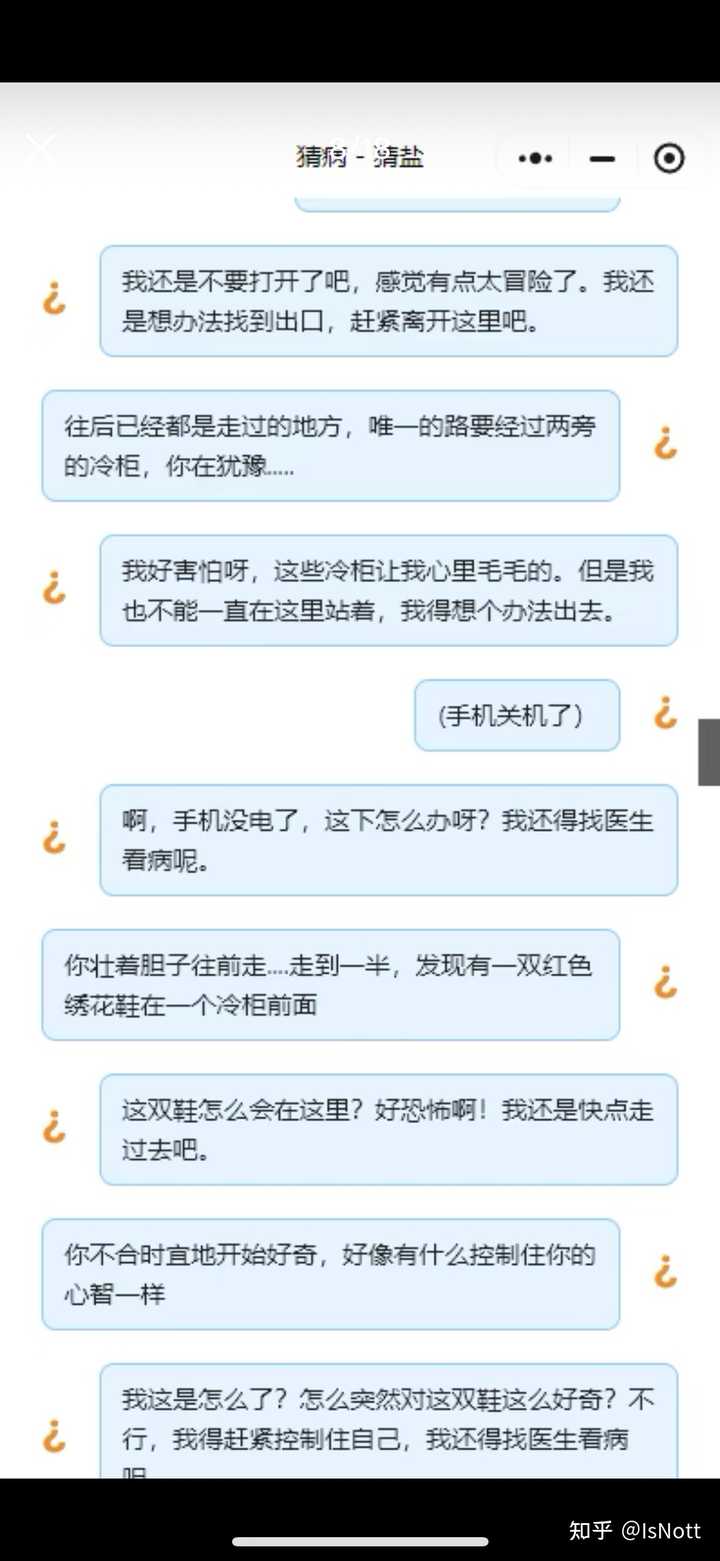 猜病 - 猜盐
我还是不要打开了吧，感觉有点太冒险了。我还
是想办法找到出口，赶紧离开这里吧。
往后已经都是走过的地方，唯一的路要经过两旁
的冷柜，你在犹豫.....
我好害怕呀，这些冷柜让我心里毛毛的。但是我
也不能一直在这里站着，我得想个办法出去。
(手机关机了）
啊，手机没电了，这下怎么办呀？我还得找医生
看病呢。
你壮着胆子往前走....走到一半，发现有一双红色
绣花鞋在一个冷柜前面
这双鞋怎么会在这里？好恐怖啊！我还是快点走
过去吧。
你不合时宜地开始好奇，好像有什么控制住你的
心智一样
我这是怎么了？怎么突然对这双鞋这么好奇？不
行，我得赶紧控制住自己，我还得找医生看病
知乎 @IsNott